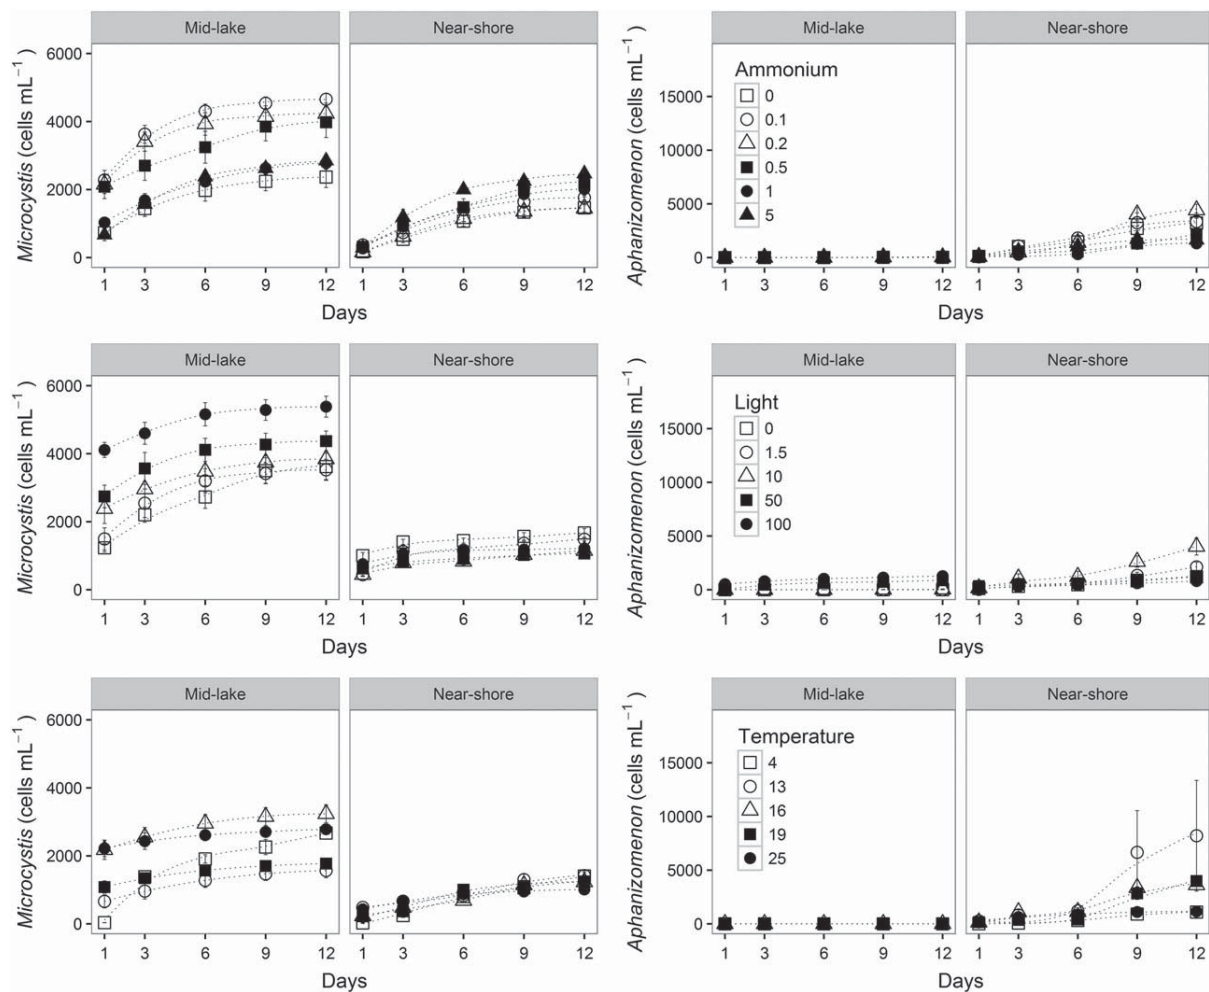 Mid-lake
Near-shore
Mid-lake
Near-shore
Microcystis (cells mL⁻¹)
6000
4000
2000
0
Aphanizomenon (cells mL⁻¹)
15000
10000
5000
0
Ammonium
0
0.1
0.2
0.5
1
5
1 3 6 9 12
1 3 6 9 12
1 3 6 9 12
1 3 6 9 12
Days
Days
Mid-lake
Near-shore
Mid-lake
Near-shore
Microcystis (cells mL⁻¹)
6000
4000
2000
0
Aphanizomenon (cells mL⁻¹)
15000
10000
5000
0
Light
0
1.5
10
50
100
1 3 6 9 12
1 3 6 9 12
1 3 6 9 12
1 3 6 9 12
Days
Days
Mid-lake
Near-shore
Mid-lake
Near-shore
Microcystis (cells mL⁻¹)
6000
4000
2000
0
Aphanizomenon (cells mL⁻¹)
15000
10000
5000
0
Temperature
4
13
16
19
25
1 3 6 9 12
1 3 6 9 12
1 3 6 9 12
1 3 6 9 12
Days
Days